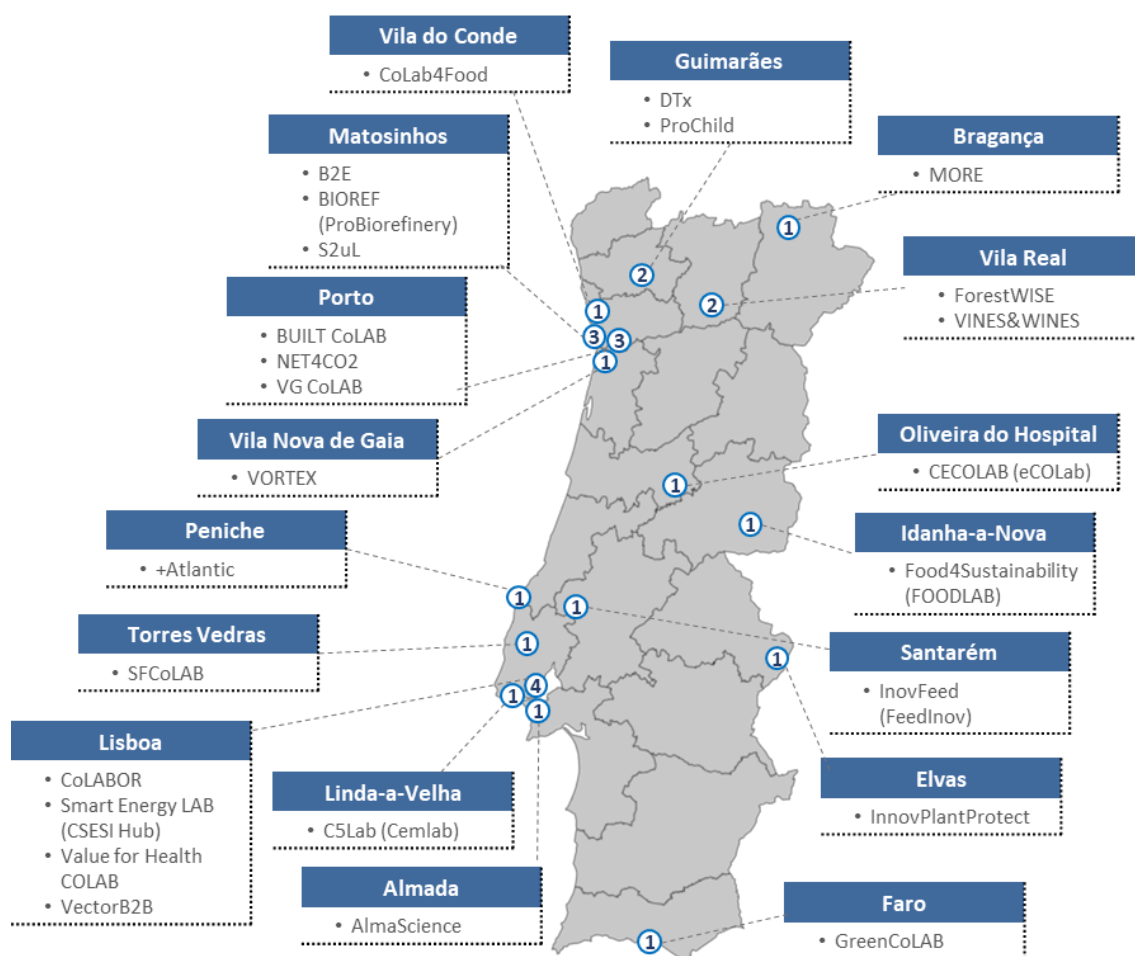 Vila do Conde
• CoLab4Food
Guimarães
• DTx
• ProChild
Matosinhos
• B2E
• BIOREF
(ProBiorefinery)
• S2uL
Bragança
• MORE
Vila Real
• ForestWISE
• VINES&WINES
Porto
• BUILT CoLAB
• NET4CO2
• VG CoLAB
Vila Nova de Gaia
• VORTEX
Oliveira do Hospital
• CECOLAB (eCOLab)
Peniche
• +Atlantic
Idanha-a-Nova
• Food4Sustainability
(FOODLAB)
Torres Vedras
• SFCoLAB
Santarém
• InovFeed
(FeedInov)
Lisboa
• CoLABOR
• Smart Energy LAB
(CSESI Hub)
• Value for Health
COLAB
• VectorB2B
Linda-a-Velha
• C5Lab (Cemlab)
Elvas
• InnovPlantProtect
Almada
• AlmaScience
Faro
• GreenCoLAB
1
2
2
1
3
3
1
1
1
1
1
1
1
4
1
1
1